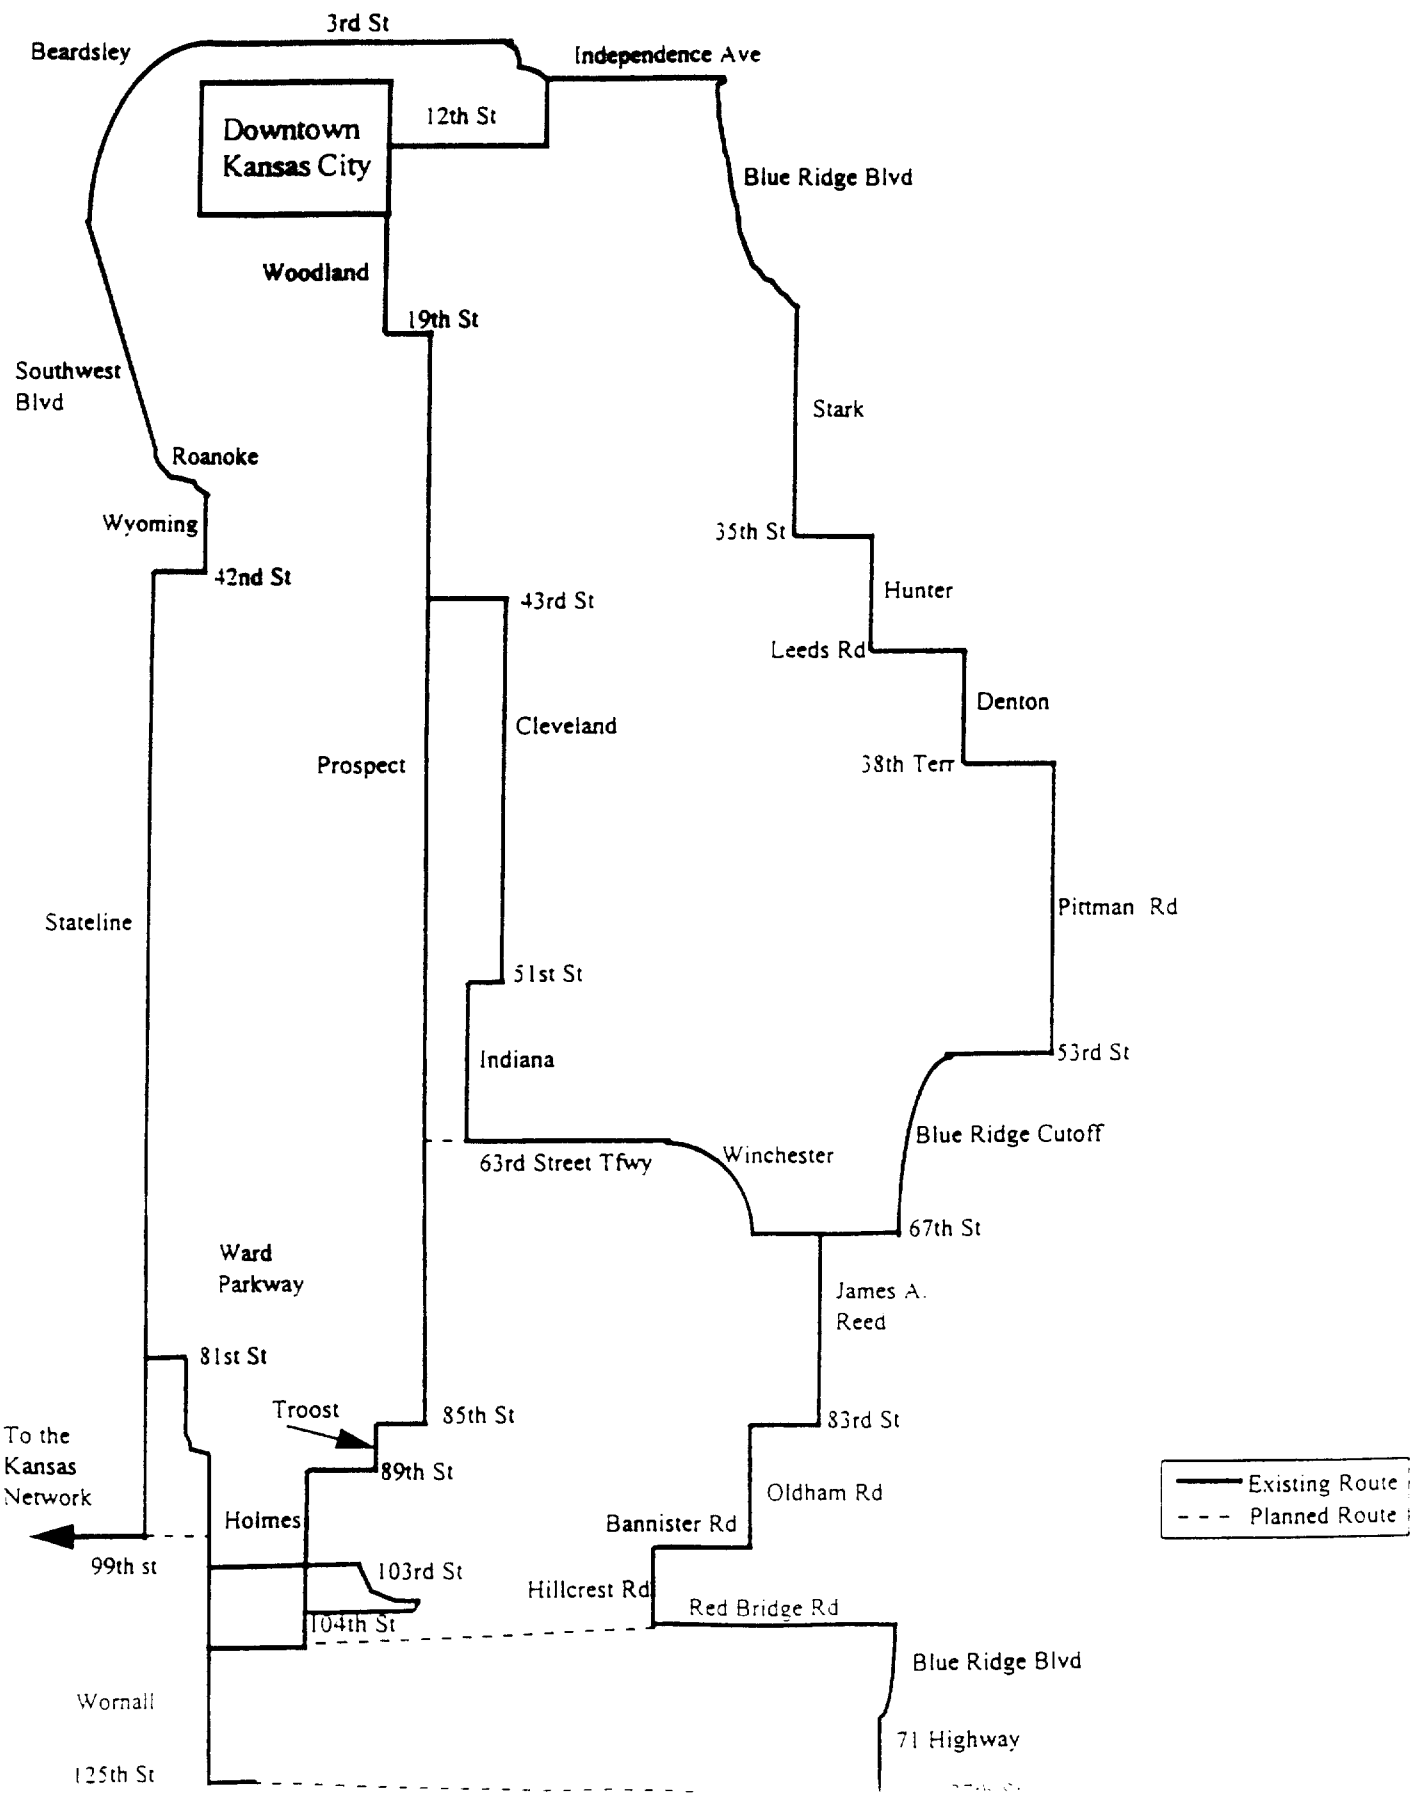 3rd St
Beardsley
Independence Ave
12th St
Downtown
Kansas City
Blue Ridge Blvd
Woodland
19th St
Southwest
Blvd
Stark
Roanoke
Wyoming
35th St
42nd St
Hunter
43rd St
Leeds Rd
Denton
Cleveland
Prospect
38th Terr
Pittman Rd
Stateline
51st St
53rd St
Indiana
Blue Ridge Cutoff
Winchester
63rd Street Tfwy
67th St
Ward
Parkway
James A.
Reed
81st St
Troost
85th St
83rd St
To the
Kansas
Network
89th St
Existing Route
Oldham Rd
Planned Route
Holmes
Bannister Rd
99th st
103rd St
Hillcrest Rd
Red Bridge Rd
104th St
Blue Ridge Blvd
Wornall
71 Highway
125th St